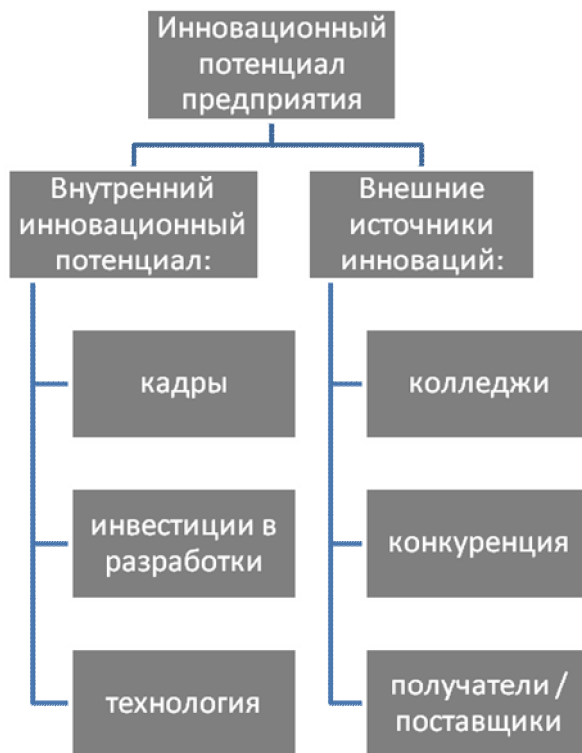 Инновационный
потенциал
предприятия
Внутренний
инновационный
потенциал:
кадры
инвестиции в
разработки
технология
Внешние
источники
инноваций:
колледжи
конкуренция
получатели /
поставщики